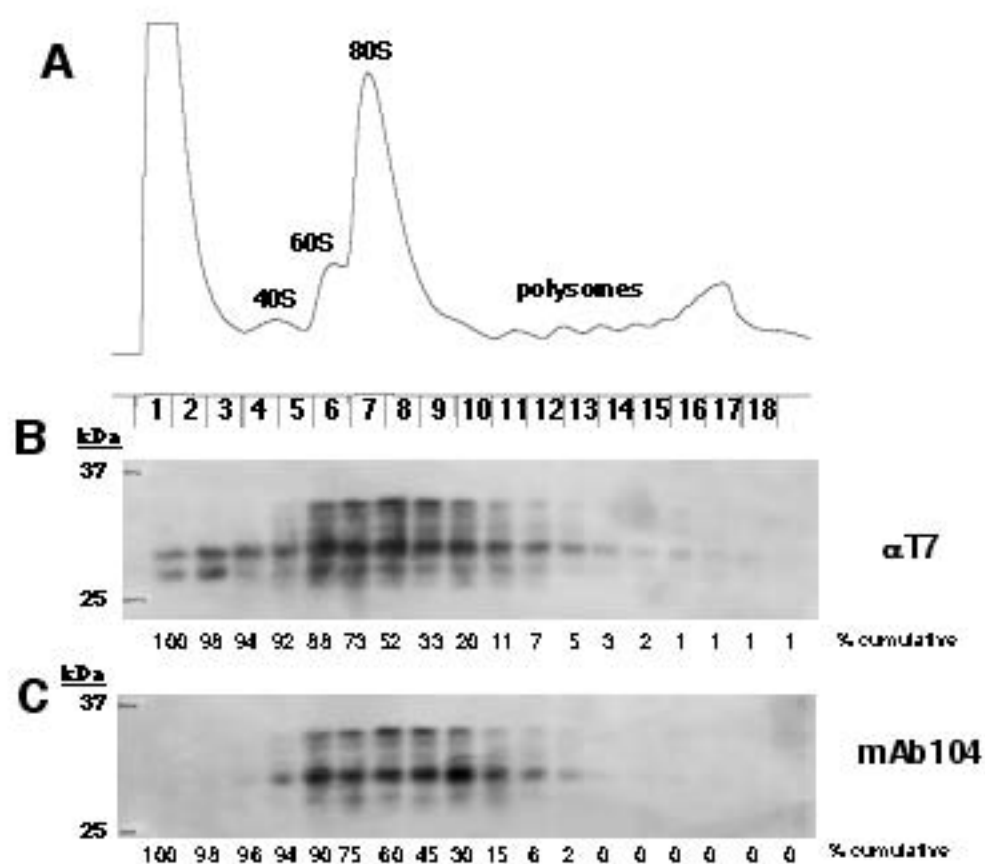 A
80S
60S
40S
polysomes
1 2 3 4 5 6 7 8 9 10 11 12 13 14 15 16 17 18
B
kDa
37
αT7
25
100 98 94 92 88 73 52 33 20 11 7 5 3 2 1 1 1 1 % cumulative
kDa
C
37
mAb104
25
100 98 96 94 90 75 60 45 30 15 6 2 0 0 0 0 0 0 % cumulative